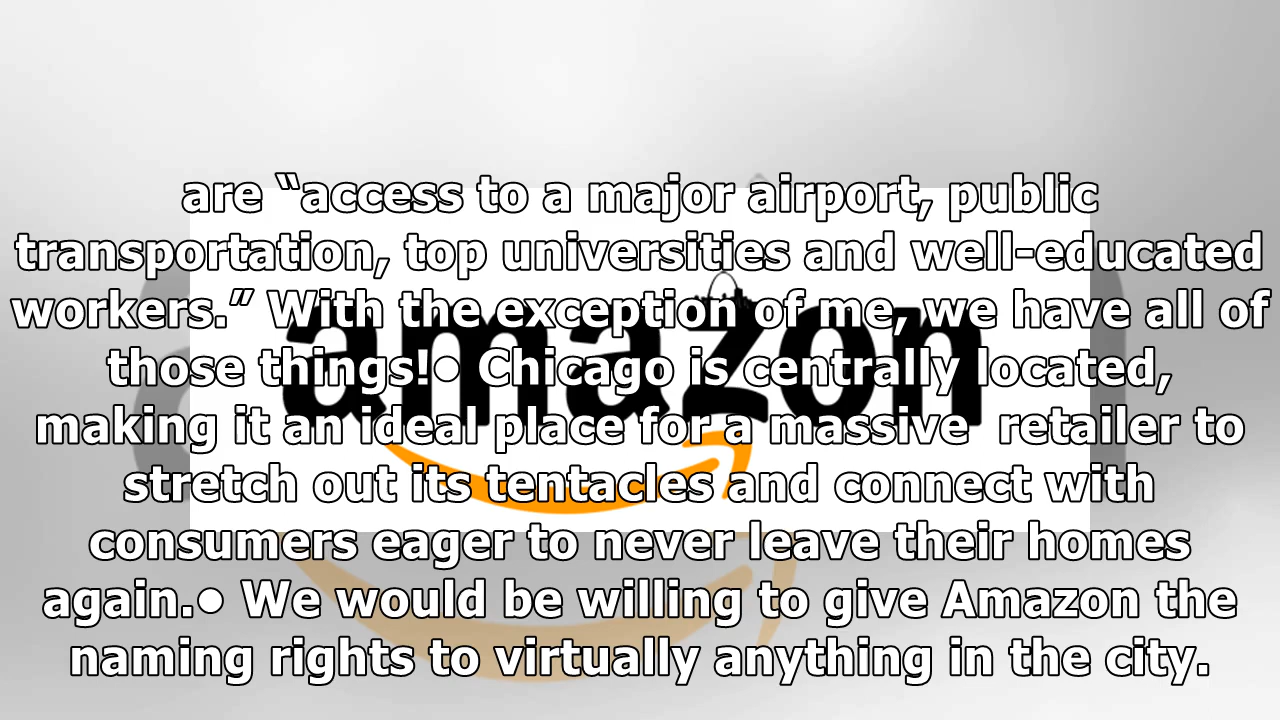 are “access to a major airport, public
transportation, top universities and well-educated
workers.” With the exception of me, we have all of
those things!● Chicago is centrally located,
making it an ideal place for a massive  retailer to
stretch out its tentacles and connect with
consumers eager to never leave their homes
again.● We would be willing to give Amazon the
naming rights to virtually anything in the city.
amazon